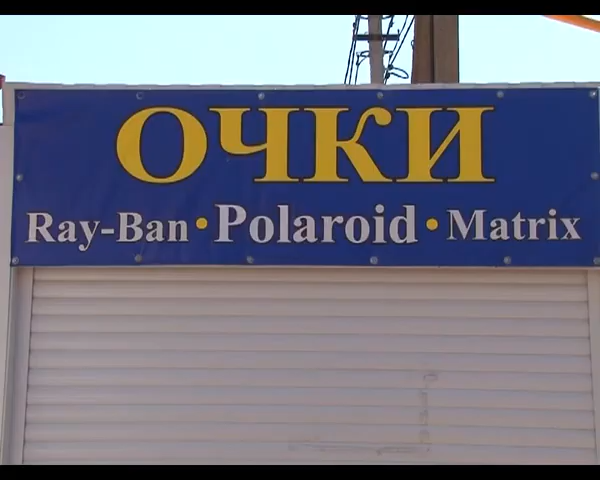 ОЧКИ
Ray-Ban • Polaroid • Matrix